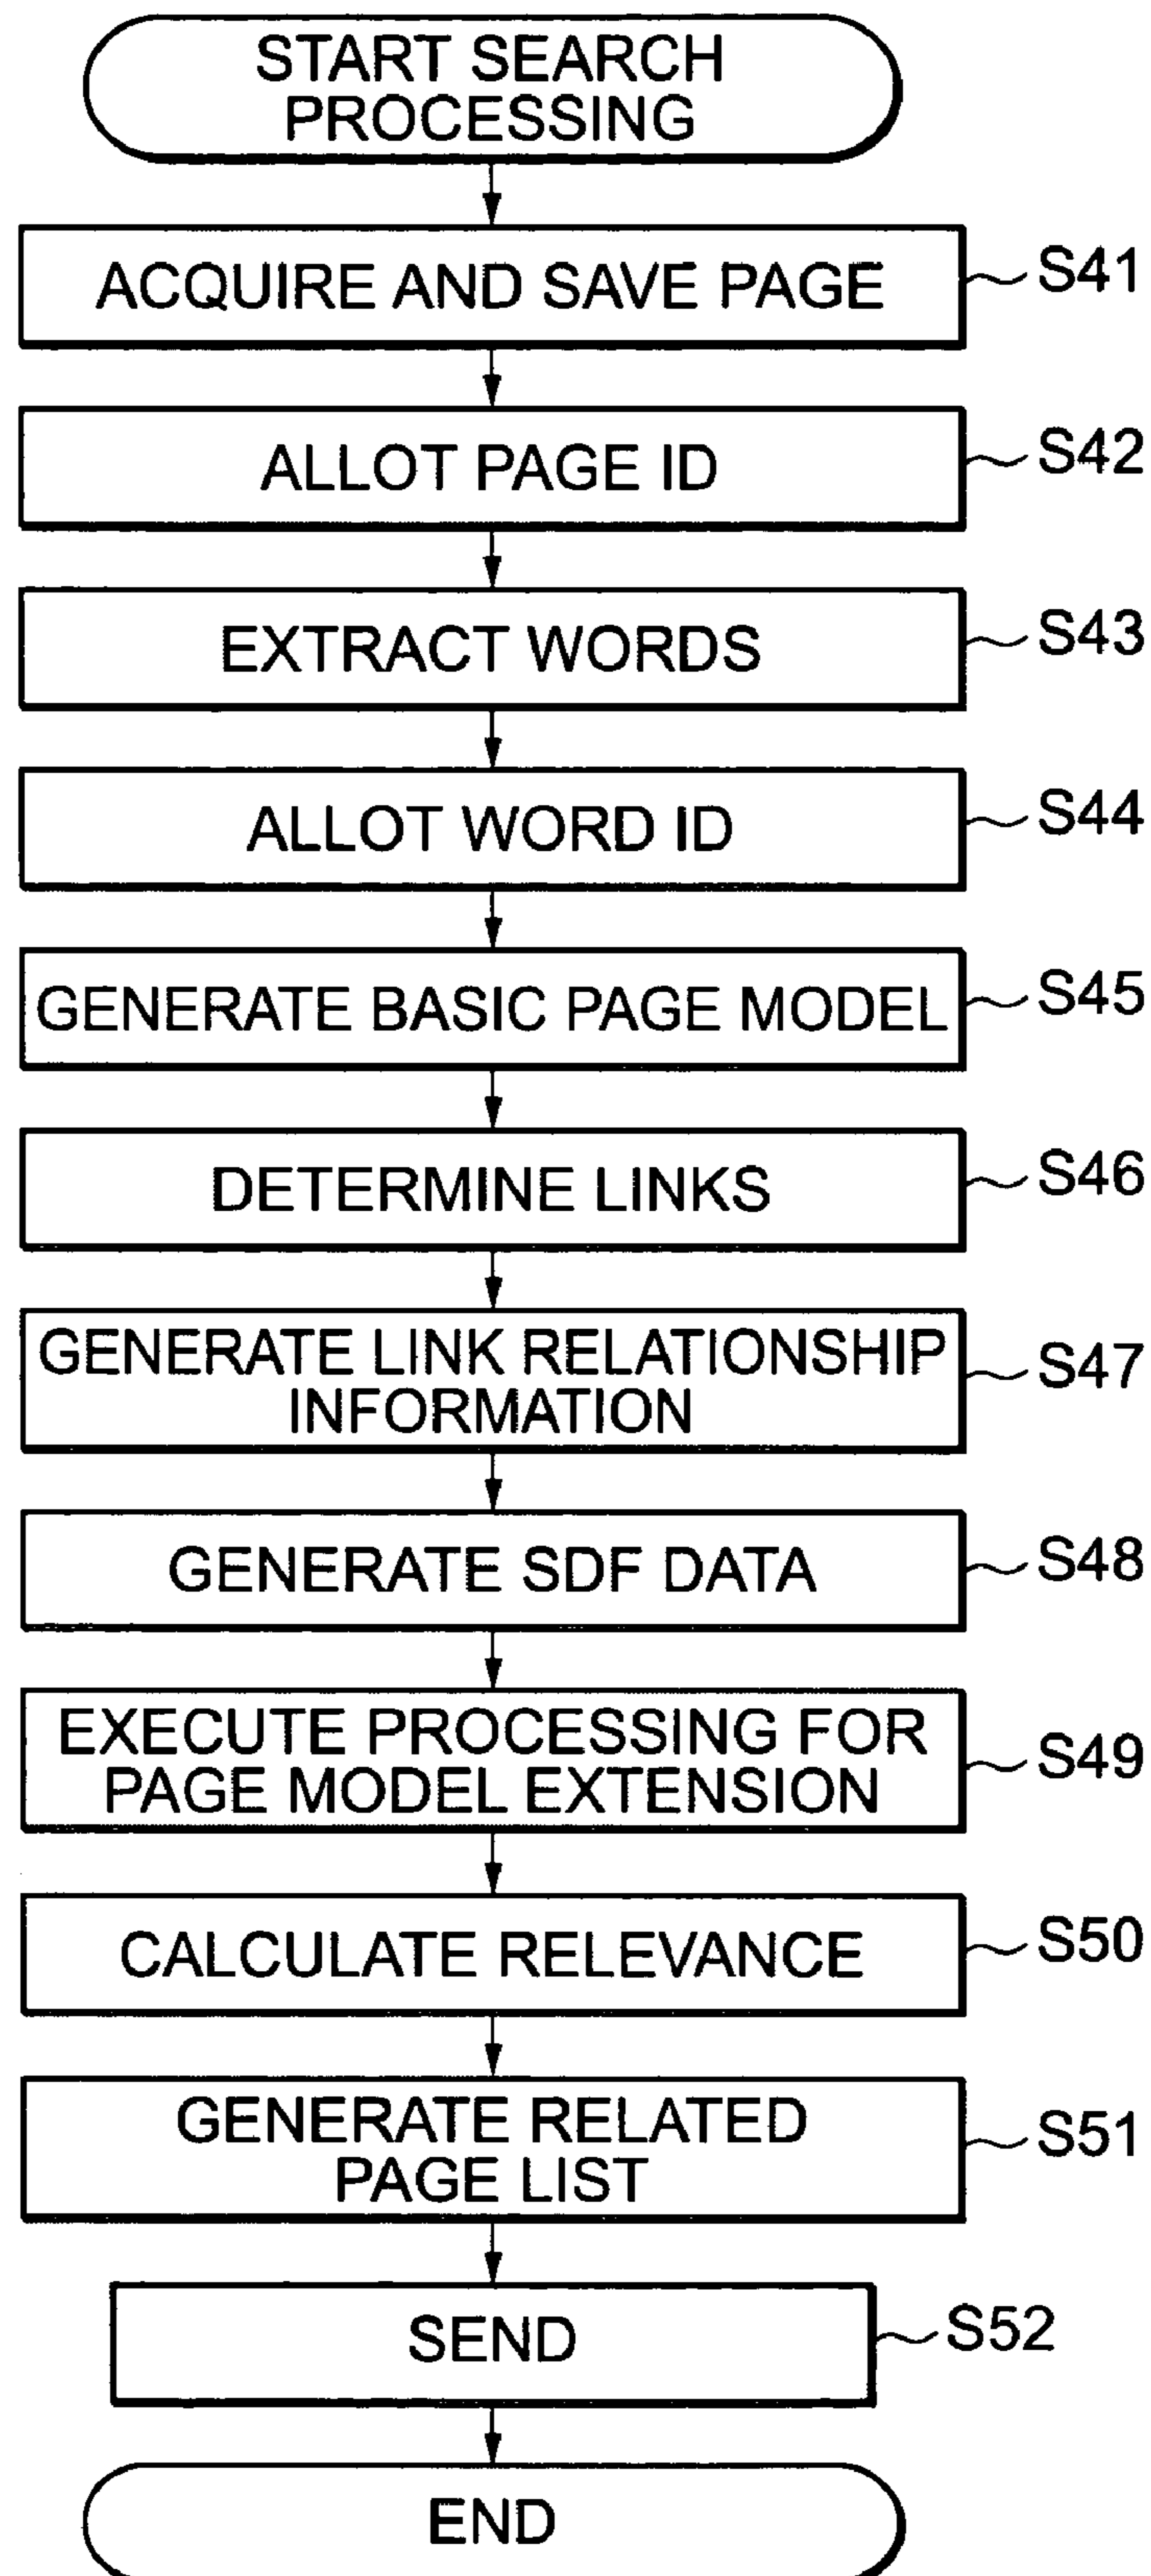 START SEARCH
PROCESSING
ACQUIRE AND SAVE PAGE
S41
ALLOT PAGE ID
S42
EXTRACT WORDS
S43
ALLOT WORD ID
S44
GENERATE BASIC PAGE MODEL
S45
DETERMINE LINKS
S46
GENERATE LINK RELATIONSHIP
INFORMATION
S47
GENERATE SDF DATA
S48
EXECUTE PROCESSING FOR
PAGE MODEL EXTENSION
S49
CALCULATE RELEVANCE
S50
GENERATE RELATED
PAGE LIST
S51
SEND
S52
END